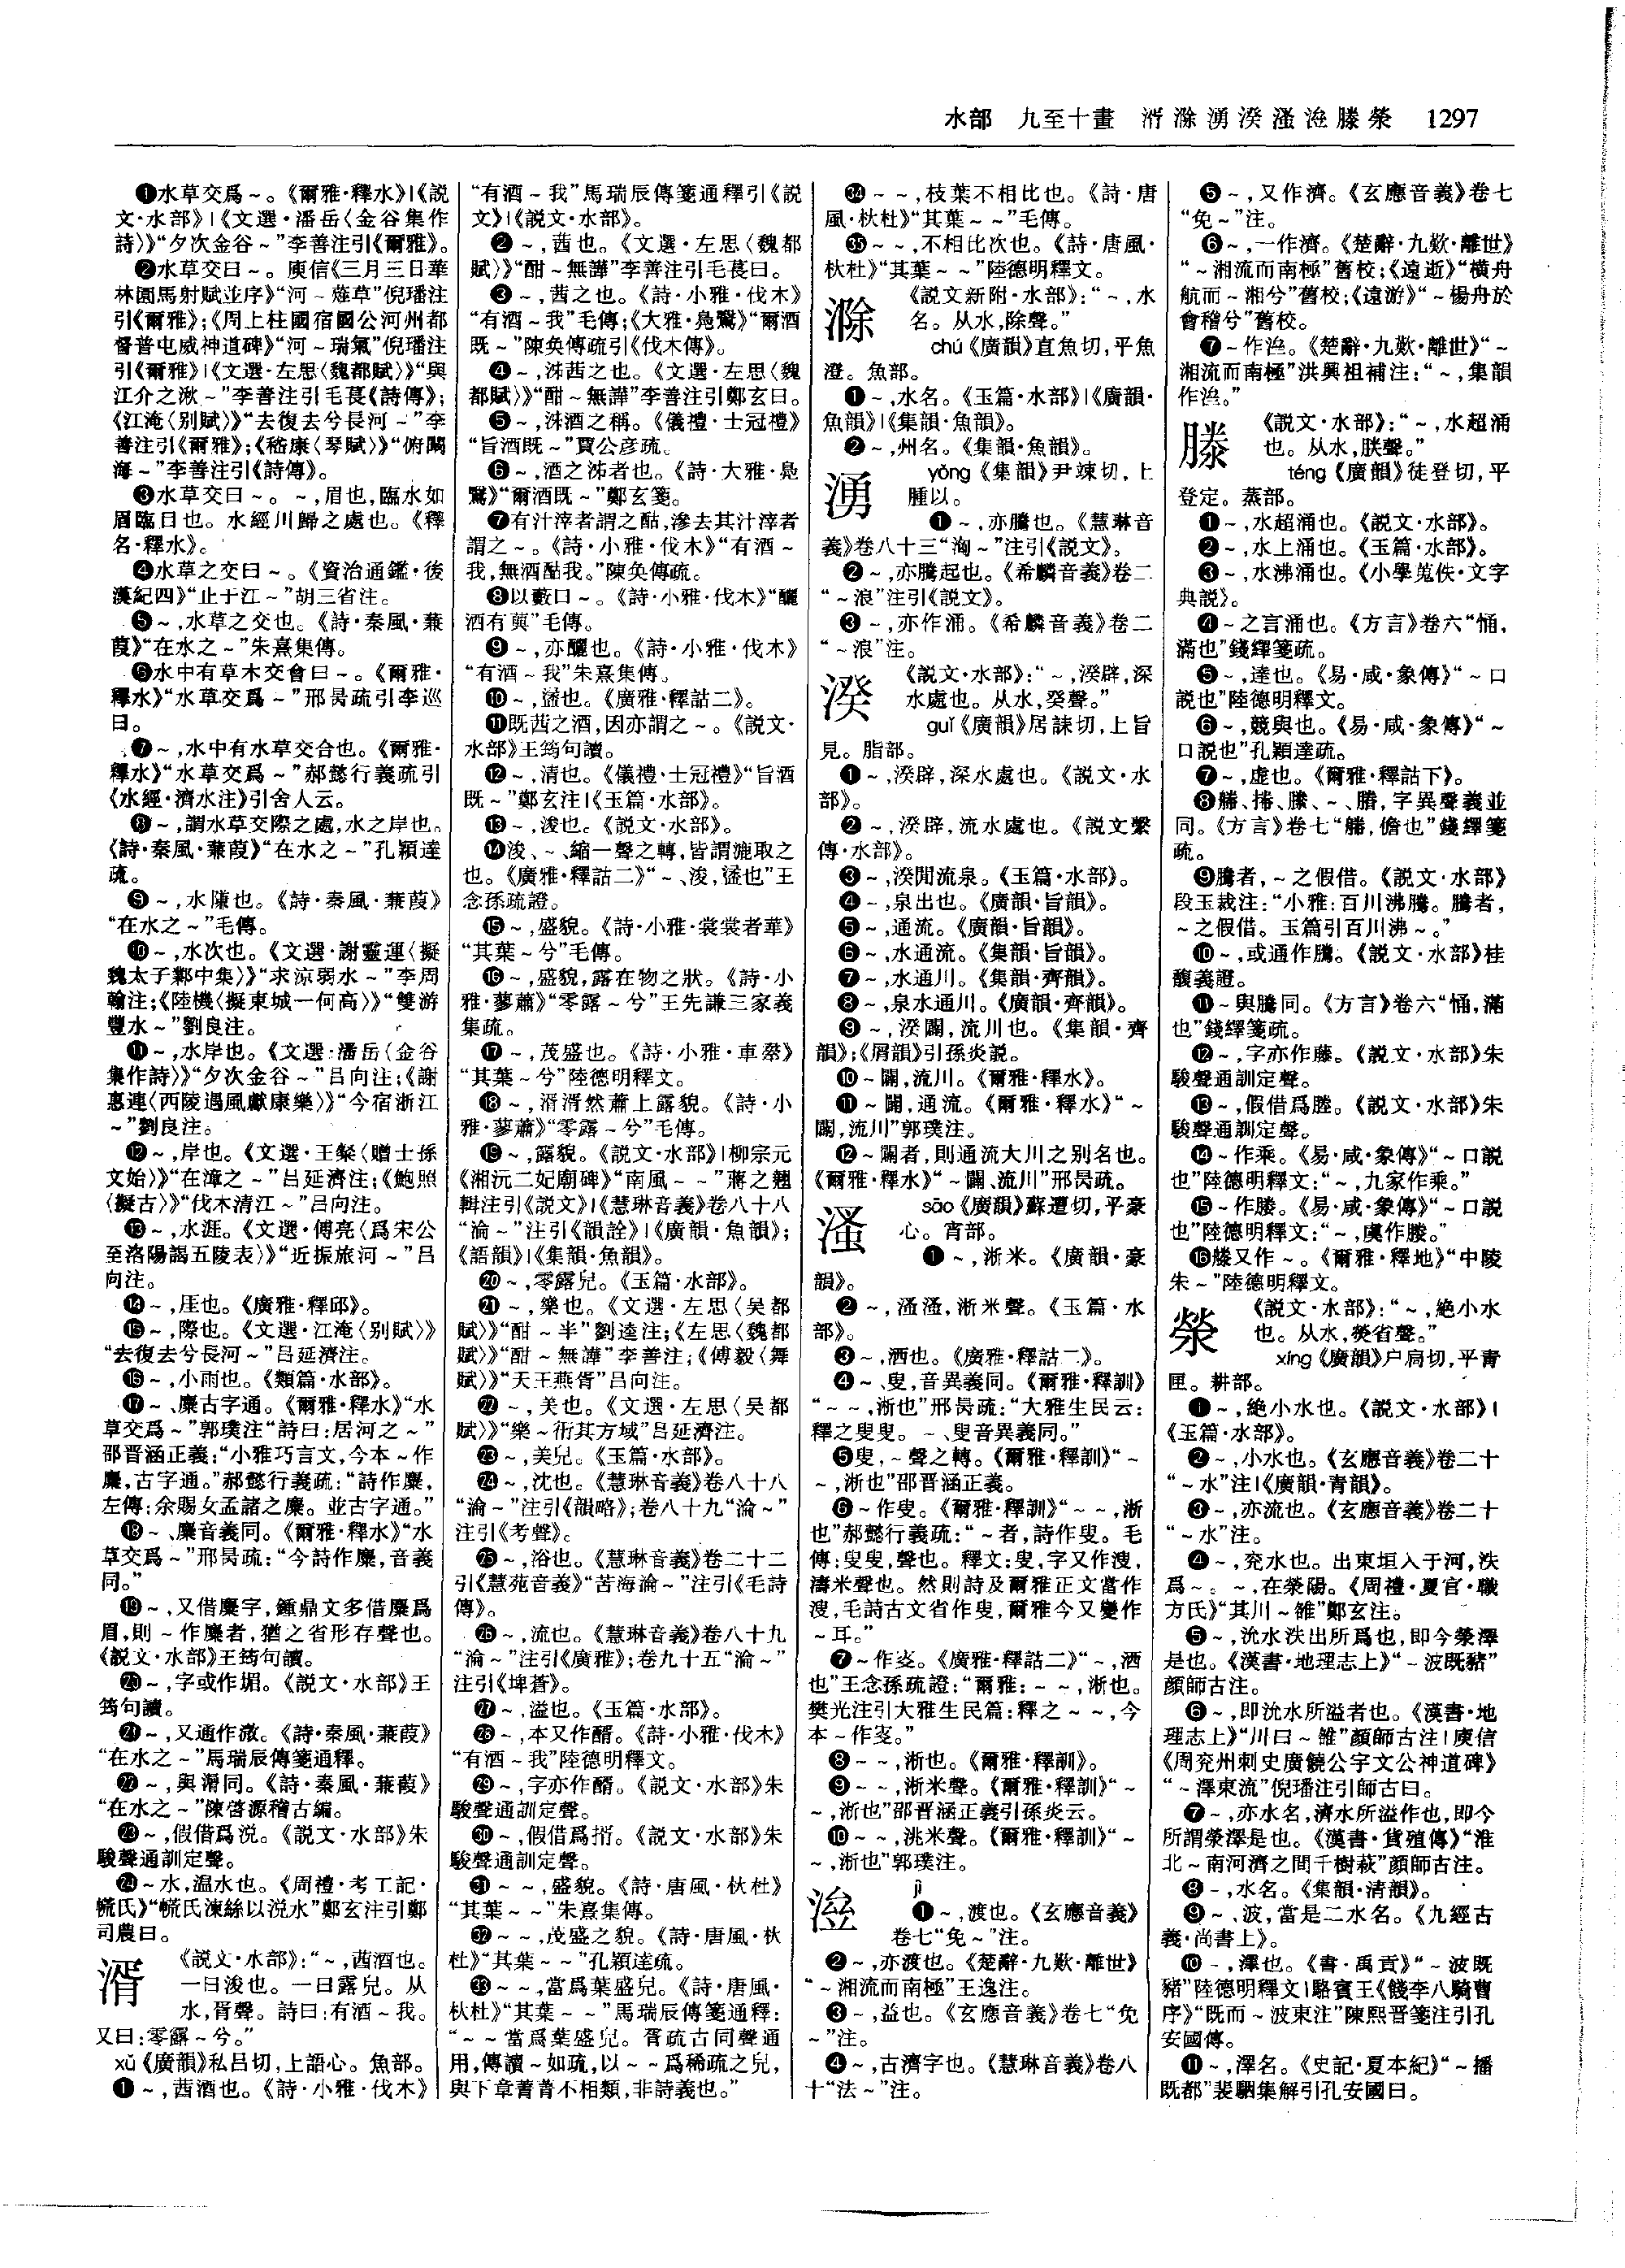 水部　九至十畫　湑滁湧湀溞渁滕滎　1297
❶水草交爲～。《爾雅·釋水》|《説
文·水部》|《文選·潘岳〈金谷集作
詩〉》“夕次金谷～”李善注引《爾雅》。
❷水草交曰～。庾信《三月三日華
林園馬射賦並序》“河～薙草”倪璠注
引《爾雅》;《周上柱國宿國公河州都
督普屯威神道碑》“河～瑞氣”倪璠注
引《爾雅》|《文選·左思〈魏都賦〉》“與
江介之湫～”李善注引毛萇《詩傳》;
《江淹〈别賦〉》“去復去兮長河～”李
善注引《爾雅》;《嵇康〈琴賦〉》“俯闞
海～”李善注引《詩傳》。
❸水草交曰～。～,眉也,臨水如
眉臨目也。水經川歸之處也。《釋
名·釋水》。
❹水草之交曰～。《資治通鑑·後
漢紀四》“止于江～”胡三省注。
❺～,水草之交也。《詩·秦風·蒹
葭》“在水之～”朱熹集傳。
❻水中有草木交會曰～。《爾雅·
釋水》“水草交爲～”邢昺疏引李巡
曰。
❼～,水中有水草交合也。《爾雅·
釋水》“水草交爲～”郝懿行義疏引
《水經·濟水注》引舍人云。
❽～,謂水草交際之處,水之岸也。
《詩·秦風·蒹葭》“在水之～”孔穎達
疏。
❾～,水隒也。《詩·秦風·蒹葭》
“在水之～”毛傳。
❿～,水次也。《文選·謝靈運〈擬
魏太子鄴中集〉》“求涼弱水～”李周
翰注;《陸機〈擬東城一何高〉》“雙游
豐水～”劉良注。
⓫～,水岸也。《文選·潘岳〈金谷
集作詩〉》“夕次金谷～”吕向注;《謝
惠連〈西陵遇風獻康樂〉》“今宿浙江
～”劉良注。
⓬～,岸也。《文選·王粲〈贈士孫
文始〉》“在漳之～”吕延濟注;《鮑照
〈擬古〉》“伐木清江～”吕向注。
⓭～,水涯。《文選·傅亮〈爲宋公
至洛陽謁五陵表〉》“近振旅河～”吕
向注。
⓮～,厓也。《廣雅·釋邱》。
⓯～,際也。《文選·江淹〈别賦〉》
“去復去兮長河～”吕延濟注。
⓰～,小雨也。《類篇·水部》。
⓱～、麋古字通。《爾雅·釋水》“水
草交爲～”郭璞注“詩曰:居河之～”
邵晋涵正義:“小雅巧言文,今本～作
麋,古字通。”郝懿行義疏:“詩作麋,
左傳:余賜女孟諸之麋。並古字通。”
⓲～、麋音義同。《爾雅·釋水》“水
草交爲～”邢昺疏:“今詩作麋,音義
同。”
⓳～,又借麋字,鍾鼎文多借麋爲
眉,則～作麋者,猶之省形存聲也。
《説文·水部》王筠句讀。
⓴～,字或作堳。《説文·水部》王
筠句讀。
㉑～,又通作溦。《詩·秦風·蒹葭》
“在水之～”馬瑞辰傳箋通釋。
㉒～,與滑同。《詩·秦風·蒹葭》
“在水之～”陳啓源稽古編。
㉓～,假借爲涗。《説文·水部》朱
駿聲通訓定聲。
㉔～水,温水也。《周禮·考工記·
㡛氏》“㡛氏湅絲以涗水”鄭玄注引鄭
司農曰。
湑
《説文·水部》:“～,茜酒也。
一曰浚也。一曰露皃。从
水,胥聲。詩曰:有酒～我。
又曰:零露～兮。”
xǔ《廣韻》私吕切,上語心。魚部。
❶～,茜酒也。《詩·小雅·伐木》
“有酒～我”馬瑞辰傳箋通釋引《説
文》|《説文·水部》。
❷～,莤也。《文選·左思〈魏都
賦〉》“酣～無譁”李善注引毛萇曰。
❸～,茜之也。《詩·小雅·伐木》
“有酒～我”毛傳;《大雅·鳧鷖》“爾酒
既～”陳奂傳疏引《伐木傳》。
❹～,泲茜之也。《文選·左思〈魏
都賦〉》“酣～無譁”李善注引鄭玄曰。
❺～,泲酒之稱。《儀禮·士冠禮》
“旨酒既～”賈公彦疏。
❻～,酒之泲者也。《詩·大雅·鳧
鷖》“爾酒既～”鄭玄箋。
❼有汁滓者謂之酤,滲去其汁滓者
謂之～。《詩·小雅·伐木》“有酒～
我,無酒酤我。”陳奂傳疏。
❽以藪曰～。《詩·小雅·伐木》“釃
酒有藇”毛傳。
❾～,亦釃也。《詩·小雅·伐木》
“有酒～我”朱熹集傳。
❿～,盪也。《廣雅·釋詁二》。
⓫既茜之酒,因亦謂之～。《説文·
水部》王筠句讀。
⓬～,清也。《儀禮·士冠禮》“旨酒
既～”鄭玄注|《玉篇·水部》。
⓭～,浚也。《説文·水部》。
⓮浚、～、縮一聲之轉,皆謂漉取之
也。《廣雅·釋詁二》“～、浚,盪也”王
念孫疏證。
⓯～,盛貌。《詩·小雅·裳裳者華》
“其葉～兮”毛傳。
⓰～,盛貌,露在物之狀。《詩·小
雅·蓼蕭》“零露～兮”王先謙三家義
集疏。
⓱～,茂盛也。《詩·小雅·車舝》
“其葉～兮”陸德明釋文。
⓲～,湑湑然蕭上露貌。《詩·小
雅·蓼蕭》“零露～兮”毛傳。
⓳～,露貌。《説文·水部》|柳宗元
《湘沅二妃廟碑》“南風～～”蔣之翹
輯注引《説文》|《慧琳音義》卷八十八
“淪～”注引《韻詮》|《廣韻·魚韻》;
《語韻》|《集韻·魚韻》。
⓴～,零露皃。《玉篇·水部》。
㉑～,樂也。《文選·左思〈吴都
賦〉》“酣～半”劉逵注;《左思〈魏都
賦〉》“酣～無譁”李善注;《傅毅〈舞
賦〉》“天王燕胥”吕向注。
㉒～,美也。《文選·左思〈吴都
賦〉》“樂～衎其方域”吕延濟注。
㉓～,美皃。《玉篇·水部》。
㉔～,沈也。《慧琳音義》卷八十八
“淪～”注引《韻略》;卷八十九“淪～”
注引《考聲》。
㉕～,浴也。《慧琳音義》卷二十二
引《慧苑音義》“苦海淪～”注引《毛詩
傳》。
㉖～,流也。《慧琳音義》卷八十九
“淪～”注引《廣雅》;卷九十五“淪～”
注引《埤蒼》。
㉗～,溢也。《玉篇·水部》。
㉘～,本又作醑。《詩·小雅·伐木》
“有酒～我”陸德明釋文。
㉙～,字亦作醑。《説文·水部》朱
駿聲通訓定聲。
㉚～,假借爲揟。《説文·水部》朱
駿聲通訓定聲。
㉛～～,盛貌。《詩·唐風·杕杜》
“其葉～～”朱熹集傳。
㉜～～,茂盛之貌。《詩·唐風·杕
杜》“其葉～～”孔穎達疏。
㉝～～,當爲葉盛皃。《詩·唐風·
杕杜》“其葉～～”馬瑞辰傳箋通釋:
“～～當爲葉盛皃。胥疏古同聲通
用,傳讀～如疏,以～～爲稀疏之皃,
與下章菁菁不相類,非詩義也。”
㉞～～,枝葉不相比也。《詩·唐
風·杕杜》“其葉～～”毛傳。
㉟～～,不相比次也。《詩·唐風·
杕杜》“其葉～～”陸德明釋文。
滁
《説文新附·水部》:“～,水
名。从水,除聲。”
chú《廣韻》直魚切,平魚
澄。魚部。
❶～,水名。《玉篇·水部》|《廣韻·
魚韻》|《集韻·魚韻》。
❷～,州名。《集韻·魚韻》。
湧
yǒng《集韻》尹竦切,上
腫以。
❶～,亦騰也。《慧琳音
義》卷八十三“洶～”注引《説文》。
❷～,亦騰起也。《希麟音義》卷二
“～浪”注引《説文》。
❸～,亦作涌。《希麟音義》卷二
“～浪”注。
湀
《説文·水部》:“～,湀辟,深
水處也。从水,癸聲。”
guǐ《廣韻》居誄切,上旨
見。脂部。
❶～,湀辟,深水處也。《説文·水
部》。
❷～,湀辟,流水處也。《説文繫
傳·水部》。
❸～,湀閒流泉。《玉篇·水部》。
❹～,泉出也。《廣韻·旨韻》。
❺～,通流。《廣韻·旨韻》。
❻～,水通流。《集韻·旨韻》。
❼～,水通川。《集韻·齊韻》。
❽～,泉水通川。《廣韻·齊韻》。
❾～,湀闢,流川也。《集韻·齊
韻》;《屑韻》引孫炎説。
❿～闢,流川。《爾雅·釋水》。
⓫～闢,通流。《爾雅·釋水》“～
闢,流川”郭璞注。
⓬～闢者,則通流大川之别名也。
《爾雅·釋水》“～闢、流川”邢昺疏。
溞
sāo《廣韻》蘇遭切,平豪
心。宵部。
❶～,淅米。《廣韻·豪
韻》。
❷～,溞溞,淅米聲。《玉篇·水
部》。
❸～,洒也。《廣雅·釋詁二》。
❹～、叟,音異義同。《爾雅·釋訓》
“～～,淅也”邢昺疏:“大雅生民云:
釋之叟叟。～、叟音異義同。”
❺叟,～聲之轉。《爾雅·釋訓》“～
～,淅也”邵晋涵正義。
❻～作叟。《爾雅·釋訓》“～～,淅
也”郝懿行義疏:“～者,詩作叟。毛
傳:叟叟,聲也。釋文:叟,字又作溲,
濤米聲也。然則詩及爾雅正文當作
溲,毛詩古文省作叟,爾雅今又變作
～耳。”
❼～作叜。《廣雅·釋詁二》“～,洒
也”王念孫疏證:“爾雅:～～,淅也。
樊光注引大雅生民篇:釋之～～,今
本～作叜。”
❽～～,淅也。《爾雅·釋訓》。
❾～～,淅米聲。《爾雅·釋訓》“～
～,淅也”邵晋涵正義引孫炎云。
❿～～,洮米聲。《爾雅·釋訓》“～
～,淅也”郭璞注。
jì
❶～,渡也。《玄應音義》
卷七“免～”注。
❷～,亦渡也。《楚辭·九歎·離世》
“～湘流而南極”王逸注。
❸～,益也。《玄應音義》卷七“免
～”注。
❹～,古濟字也。《慧琳音義》卷八
十“法～”注。
❺～,又作濟。《玄應音義》卷七
“免～”注。
❻～,一作濟。《楚辭·九歎·離世》
“～湘流而南極”舊校;《遠逝》“横舟
航而～湘兮”舊校;《遠游》“～楊舟於
會稽兮”舊校。
❼～作渁。《楚辭·九歎·離世》“～
湘流而南極”洪興祖補注:“～,集韻
作渁。”
滕
《説文·水部》:“～,水超涌
也。从水,朕聲。”
téng《廣韻》徒登切,平
登定。蒸部。
❶～,水超涌也。《説文·水部》。
❷～,水上涌也。《玉篇·水部》。
❸～,水沸涌也。《小學蒐佚·文字
典説》。
❹～之言涌也。《方言》卷六“悀,
滿也”錢繹箋疏。
❺～,達也。《易·咸·象傳》“～口
説也”陸德明釋文。
❻～,競與也。《易·咸·象傳》“～
口説也”孔穎達疏。
❼～,虚也。《爾雅·釋詁下》。
❽幐、捲、縢、～、賸,字異聲義並
同。《方言》卷七“幐,儋也”錢繹箋
疏。
❾騰者,～之假借。《説文·水部》
段玉裁注:“小雅:百川沸騰。騰者,
～之假借。玉篇引百川沸～。”
❿～,或通作騰。《説文·水部》桂
馥義證。
⓫～與騰同。《方言》卷六“悀,滿
也”錢繹箋疏。
⓬～,字亦作藤。《説文·水部》朱
駿聲通訓定聲。
⓭～,假借爲塍。《説文·水部》朱
駿聲通訓定聲。
⓮～作乘。《易·咸·象傳》“～口説
也”陸德明釋文:“～,九家作乘。”
⓯～作媵。《易·咸·象傳》“～口説
也”陸德明釋文:“～,虞作媵。”
⓰縢又作～。《爾雅·釋地》“中陵
朱～”陸德明釋文。
滎
《説文·水部》:“～,絶小水
也。从水,熒省聲。”
xíng《廣韻》户扃切,平青
匣。耕部。
❶～,絶小水也。《説文·水部》|
《玉篇·水部》。
❷～,小水也。《玄應音義》卷二十
“～水”注|《廣韻·青韻》。
❸～,亦流也。《玄應音義》卷二十
“～水”注。
❹～,兖水也。出東垣入于河,泆
爲～。～,在滎陽。《周禮·夏官·職
方氏》“其川～雒”鄭玄注。
❺～,沇水泆出所爲也,即今滎澤
是也。《漢書·地理志上》“～波既豬”
顔師古注。
❻～,即沇水所溢者也。《漢書·地
理志上》“川曰～雒”顔師古注|庾信
《周兖州刺史廣饒公宇文公神道碑》
“～澤東流”倪璠注引師古曰。
❼～,亦水名,濟水所溢作也,即今
所謂滎澤是也。《漢書·貨殖傳》“淮
北～南河濟之間千樹萩”顔師古注。
❽～,水名。《集韻·清韻》。
❾～、波,當是二水名。《九經古
義·尚書上》。
❿～,澤也。《書·禹貢》“～波既
豬”陸德明釋文|駱賓王《餞李八騎曹
序》“既而～波東注”陳熙晋箋注引孔
安國傳。
⓫～,澤名。《史記·夏本紀》“～播
既都”裴駰集解引孔安國曰。